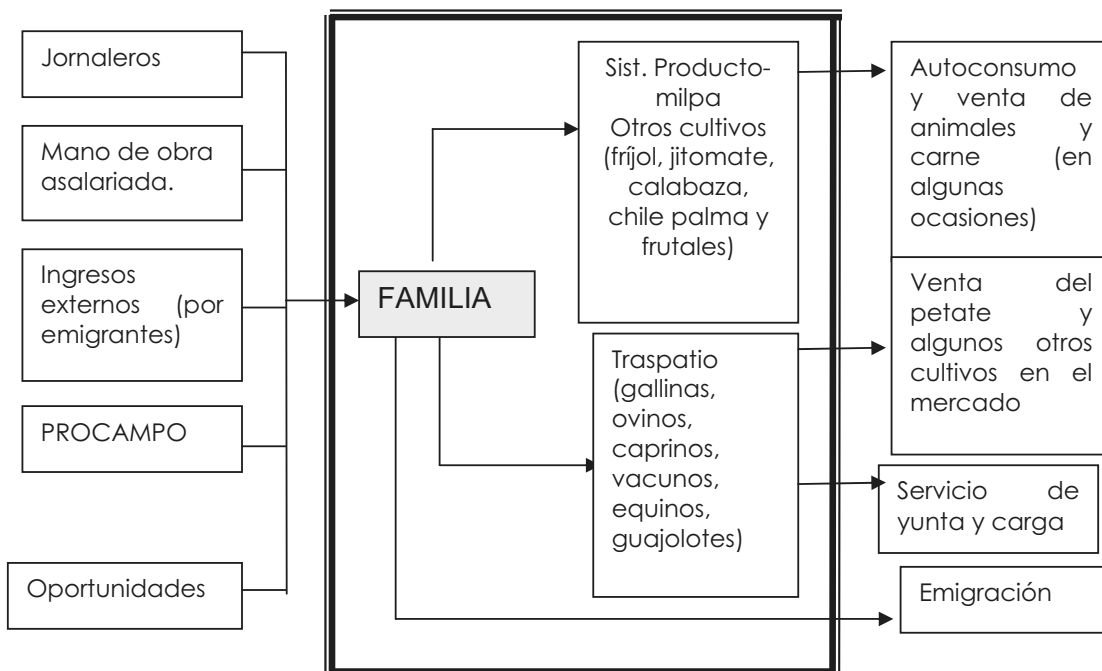 Jornaleros
Mano de obra
asalariada.
Ingresos
externos (por
emigrantes)
PROCAMPO
Oportunidades
FAMILIA
Sist. Producto-
milpa
Otros cultivos
(fríjol, jitomate,
calabaza,
chile palma y
frutales)
Traspatio
(gallinas,
ovinos,
caprinos,
vacunos,
equinos,
guajolotes)
Autoconsumo
y venta de
animales y
carne (en
algunas
ocasiones)
Venta del
petate y
algunos otros
cultivos en el
mercado
Servicio de
yunta y carga
Emigración